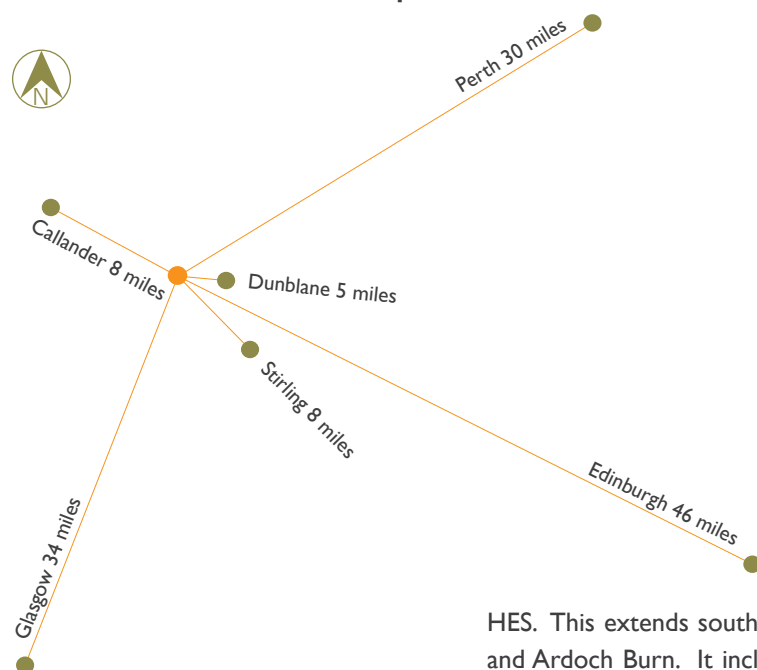 Perth 30 miles
N
Callander 8 miles
Dunblane 5 miles
Stirling 8 miles
Edinburgh 46 miles
Glasgow 34 miles
HES. This extends south
and Ardoch Burn. It incl